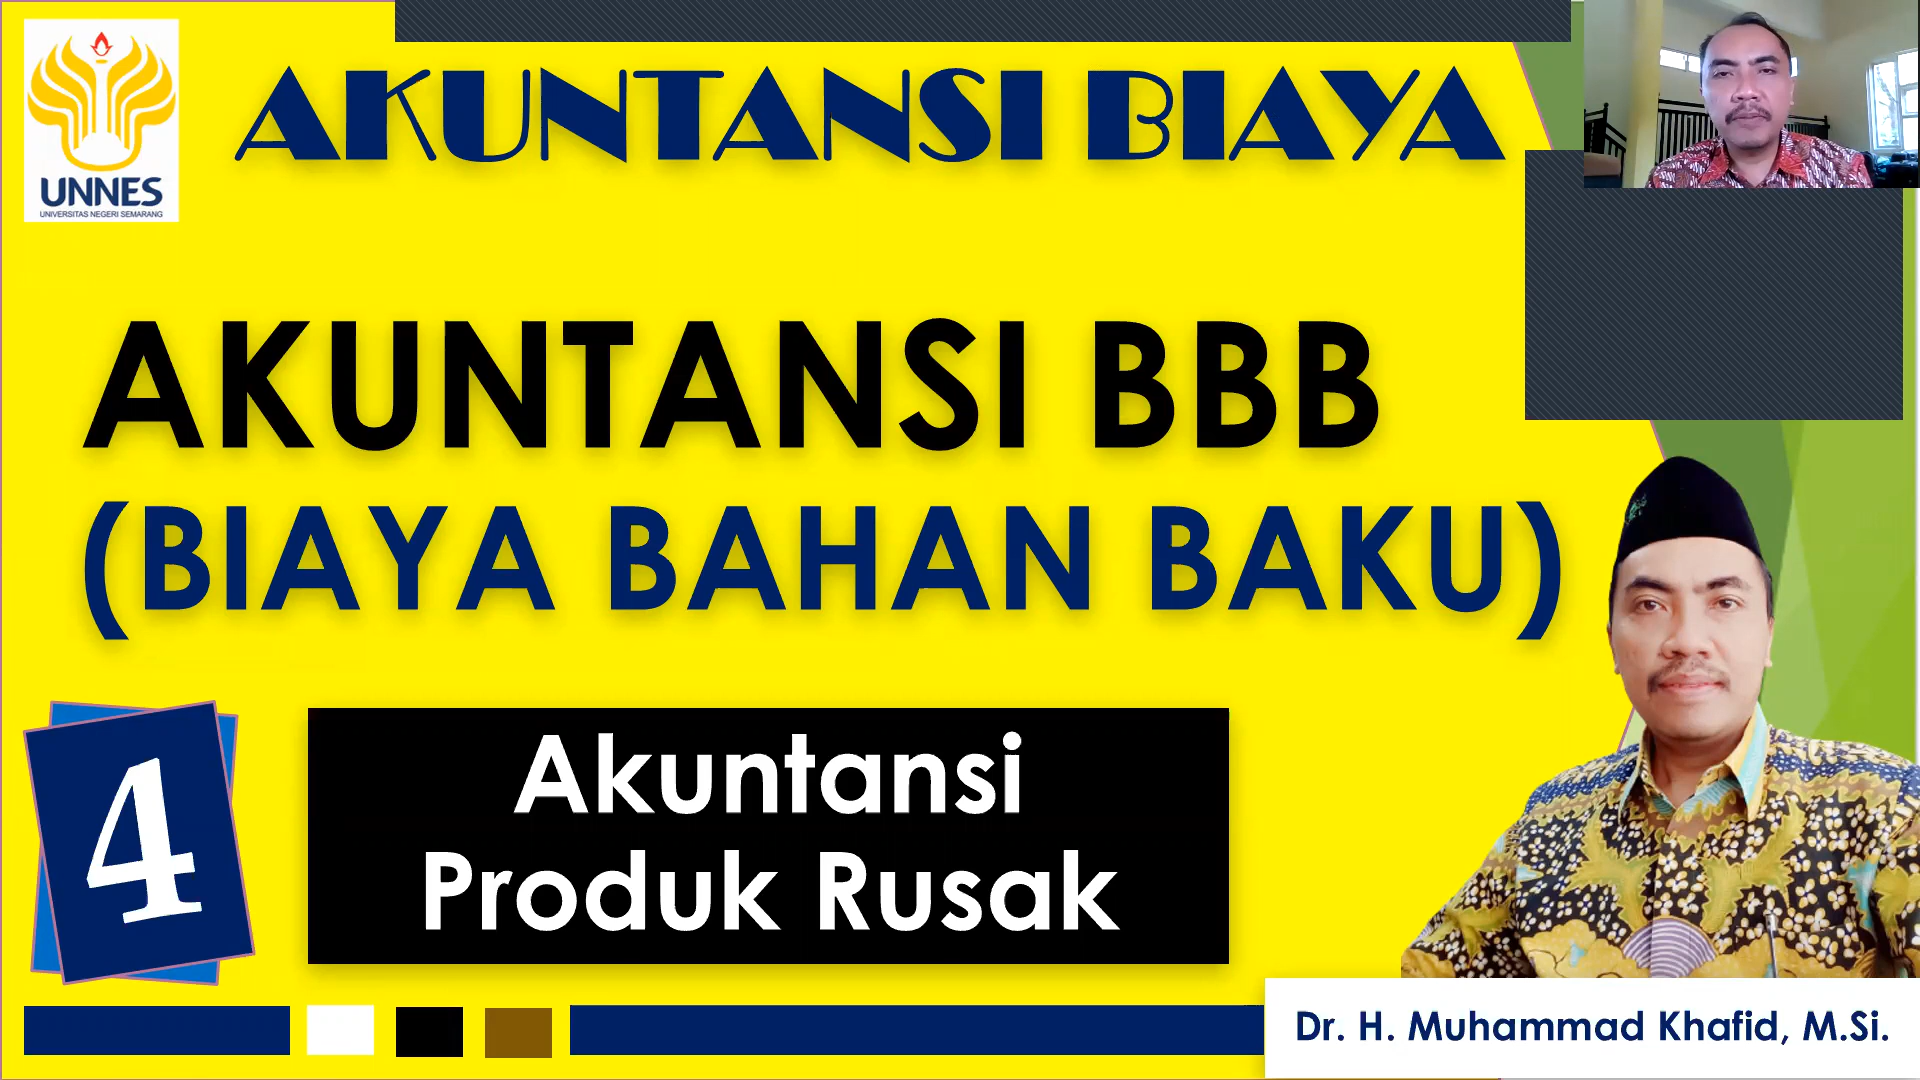 UNNES
UNIVERSITAS NEGERI SEMARANG
AKUNTANSI BIAYA
AKUNTANSI BBB
(BIAYA BAHAN BAKU)
4
Akuntansi
Produk Rusak
Dr. H. Muhammad Khafid, M.Si.